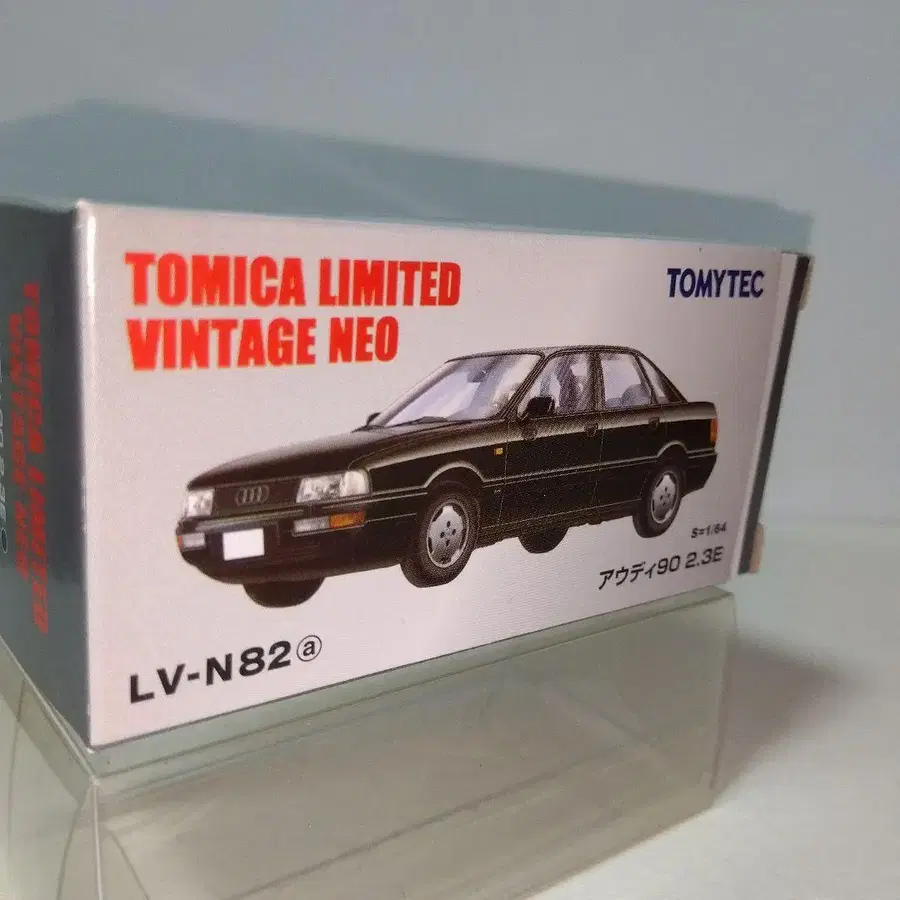 TOMICA LIMITED
VINTAGE NEO
TOMYTEC
S=1/64
アウディ90 2.3E
LV-N82ⓐ